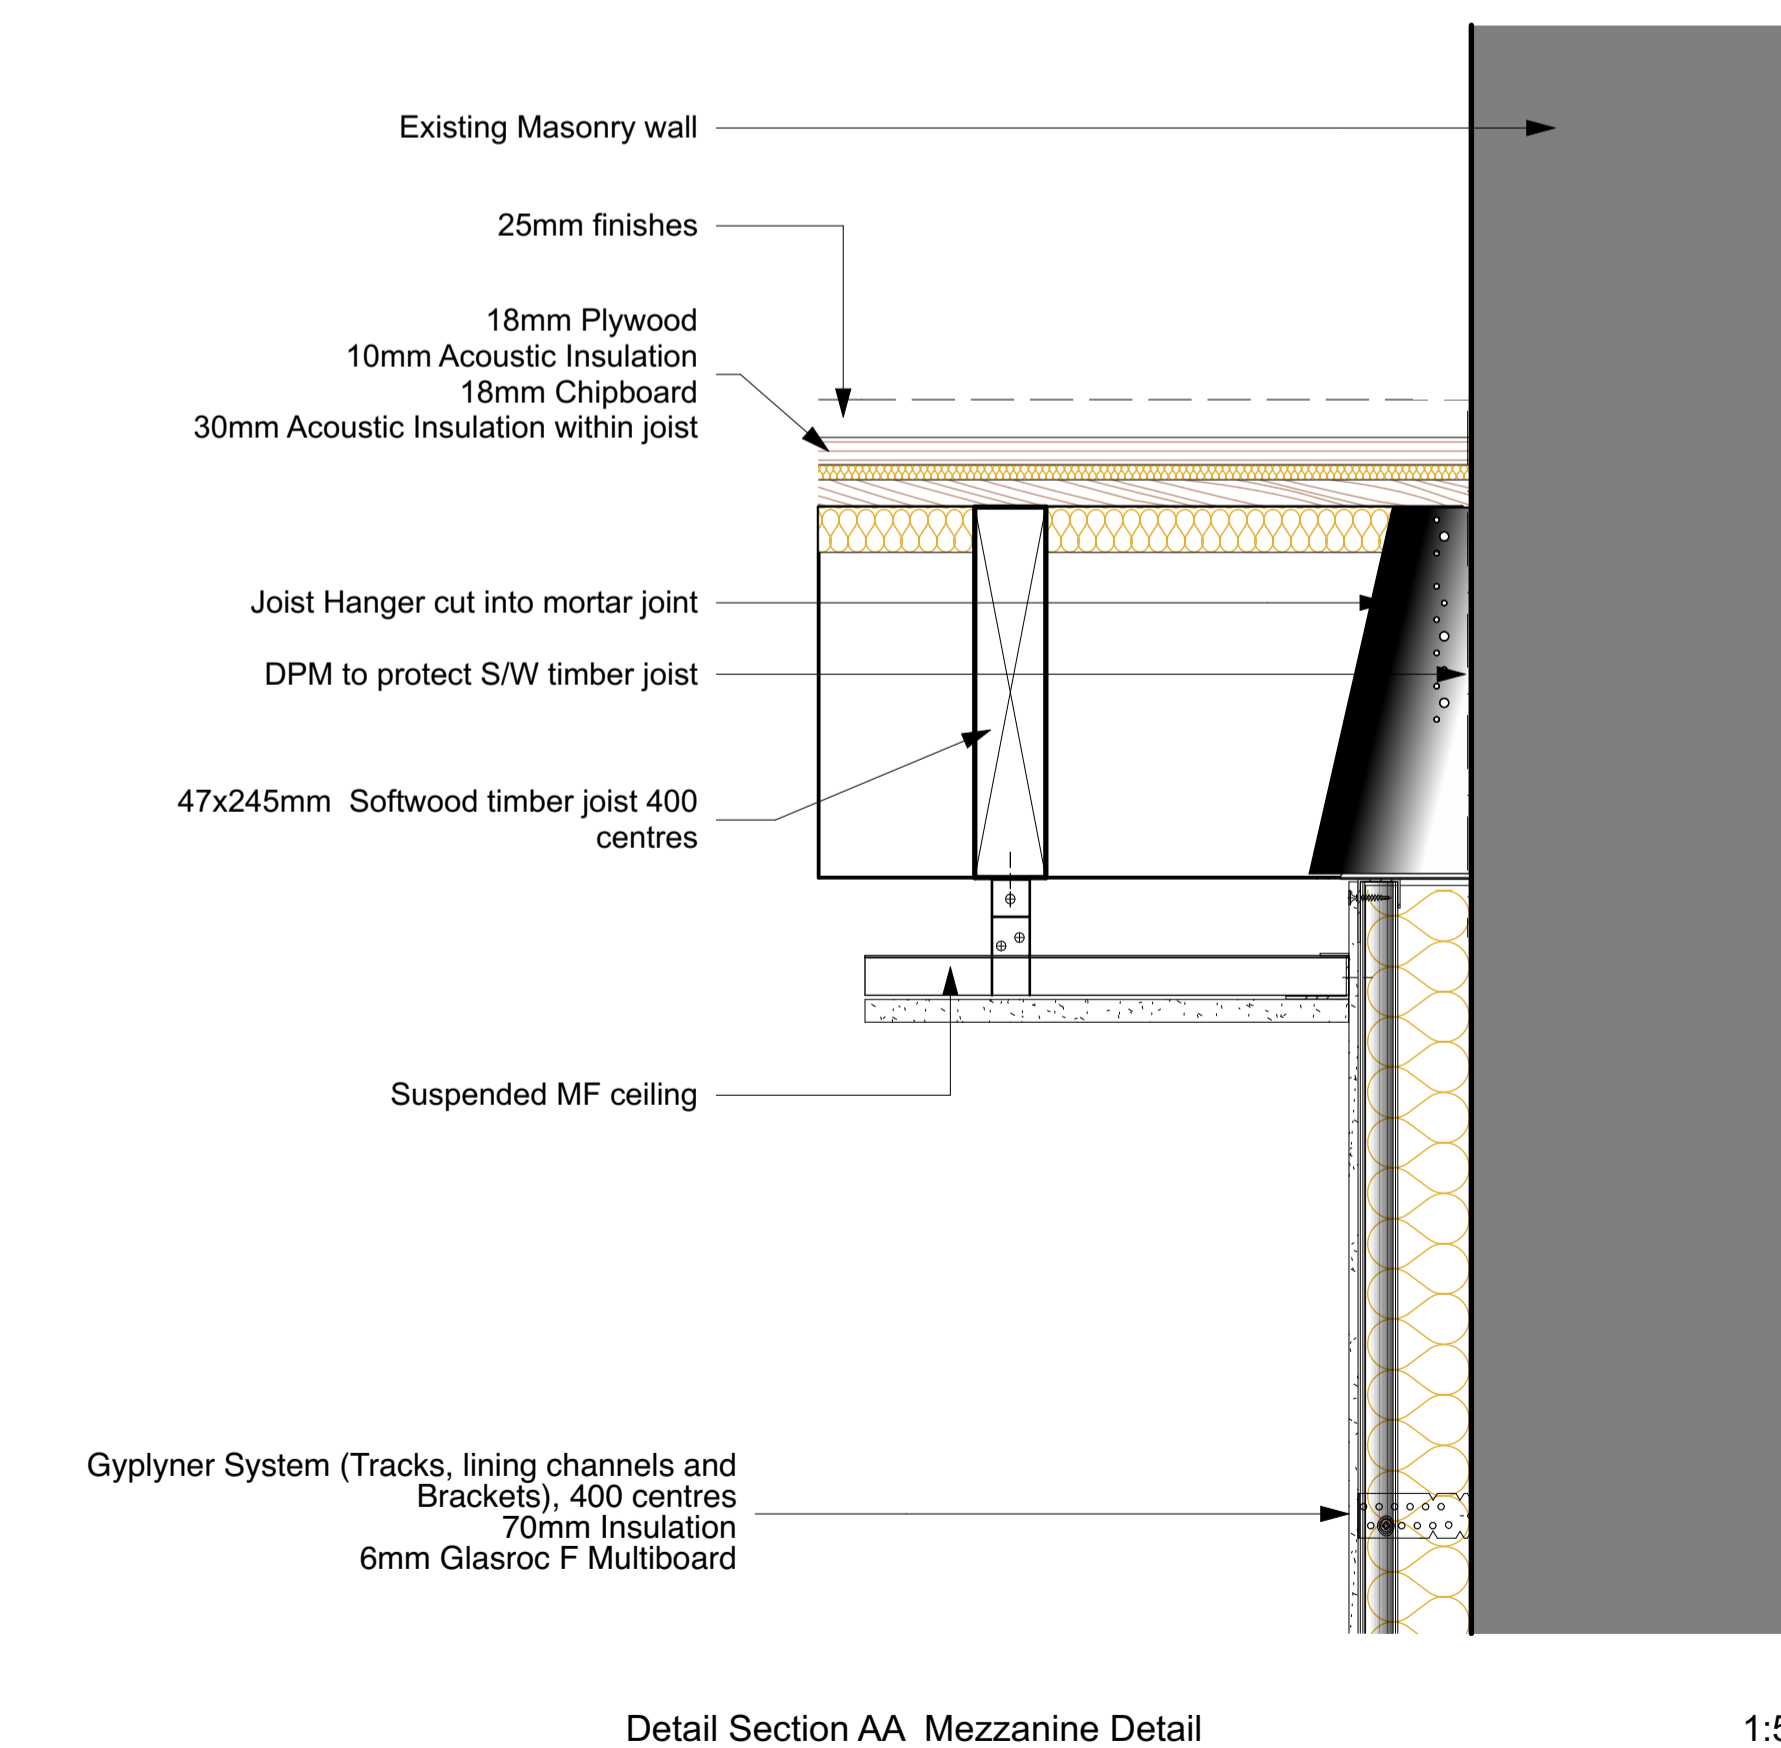 Existing Masonry wall
25mm finishes
18mm Plywood
10mm Acoustic Insulation
18mm Chipboard
30mm Acoustic Insulation within joist
Joist Hanger cut into mortar joint
DPM to protect S/W timber joist
47x245mm  Softwood timber joist 400
centres
Suspended MF ceiling
Gyplyner System (Tracks, lining channels and
Brackets), 400 centres
70mm Insulation
6mm Glasroc F Multiboard
Detail Section AA  Mezzanine Detail
1:5